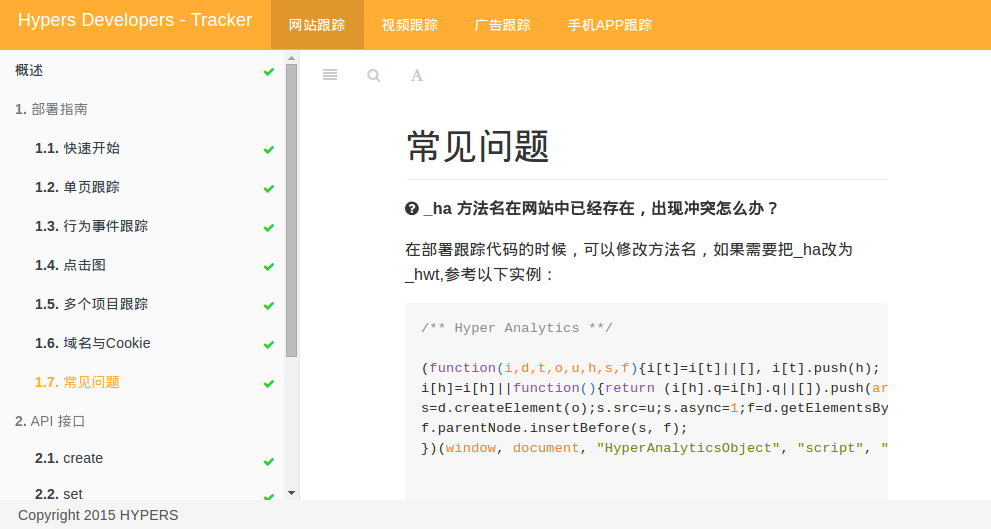 Hypers Developers - Tracker 网站跟踪 视频跟踪 广告跟踪 手机APP跟踪
概述
1. 部署指南
1.1. 快速开始
1.2. 单页跟踪
1.3. 行为事件跟踪
1.4. 点击图
1.5. 多个项目跟踪
1.6. 域名与Cookie
1.7. 常见问题
2. API 接口
2.1. create
2.2. set
A
常见问题
_ha 方法名在网站中已经存在，出现冲突怎么办？
在部署跟踪代码的时候，可以修改方法名，如果需要把_ha改为
_hwt,参考以下实例：
/** Hyper Analytics **/
(function(i,d,t,o,u,h,s,f){i[t]=i[t]||[], i[t].push(h);
i[h]=i[h]||function(){return (i[h].q=i[h].q||[]).push(ar
s=d.createElement(o);s.src=u;s.async=1;f=d.getElementsBy
f.parentNode.insertBefore(s, f);
})(window, document, "HyperAnalyticsObject", "script", "
Copyright 2015 HYPERS